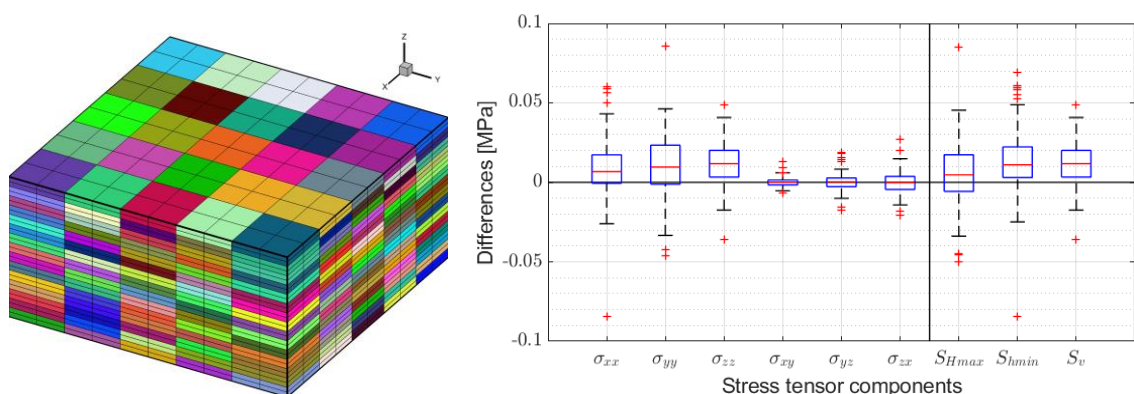 Z
X
Y
Differences [MPa]
0.1
0.05
0
-0.05
-0.1
σxx
σyy
σzz
σxy
σyz
σzx
SHmax
Shmin
Sv
Stress tensor components